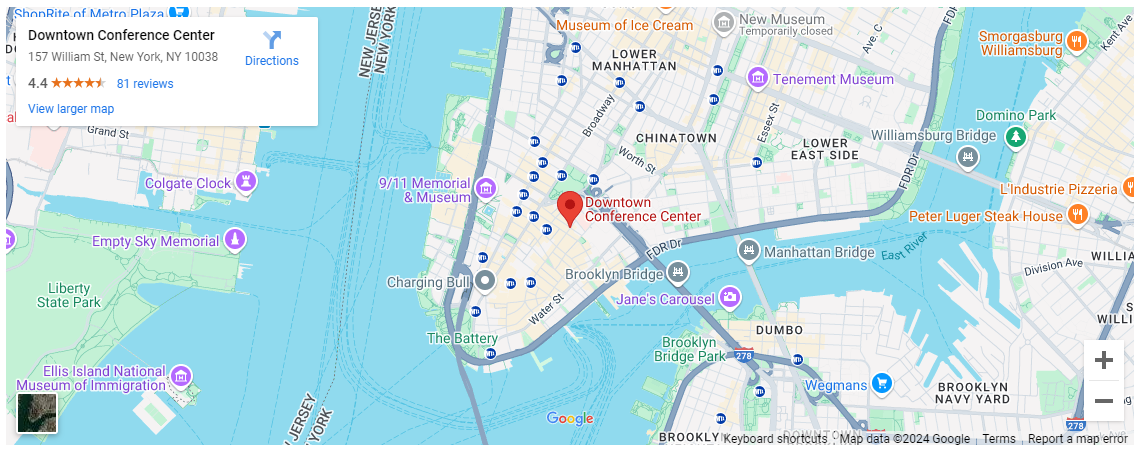 ShopRite of Metro Plaza
Downtown Conference Center
157 William St, New York, NY 10038
4.4
81 reviews
View larger map
Directions
Grand St
NEW JERSEY
NEW YORK
Museum of Ice Cream
New Museum
Temporarily closed
LOWER
MANHATTAN
Tenement Museum
Ave. C
Kent Ave
Smorgasburg
Williamsburg
Domino Park
Broadway
CHINATOWN
Essex St
Worth St
LOWER
EAST SIDE
Williamsburg Bridge
FDR Dr
Colgate Clock
9/11 Memorial
& Museum
Downtown
Conference Center
L'Industrie Pizzeria
Peter Luger Steak House
Empty Sky Memorial
FDR Dr
Manhattan Bridge
East River
Division Ave
Liberty
State Park
Charging Bull
Brooklyn Bridge
Jane's Carousel
Water St
The Battery
DUMBO
Brooklyn
Bridge Park
278
Ellis Island National
Museum of Immigration
Wegmans
BROOKLYN
NAVY YARD
NEW JERSEY
Google
278
Keyboard shortcuts
Map data ©2024 Google
Terms
Report a map error